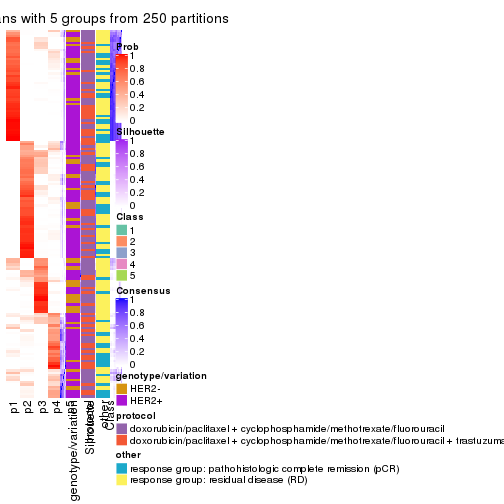 ns with 5 groups from 250 partitions
Prob
1
0.8
0.6
0.4
0.2
0
Silhouette
1
0.8
0.6
0.4
0.2
0
Class
1
2
3
4
5
Consensus
1
0.8
0.6
0.4
0.2
0
genotype/variation
HER2-
HER2+
protocol
doxorubicin/paclitaxel + cyclophosphamide/methotrexate/fluorouracil
doxorubicin/paclitaxel + cyclophosphamide/methotrexate/fluorouracil + trastuzuma
other
response group: pathohistologic complete remission (pCR)
response group: residual disease (RD)
p1
p2
p3
p4
genotype/variation
Silhouette
other
Class